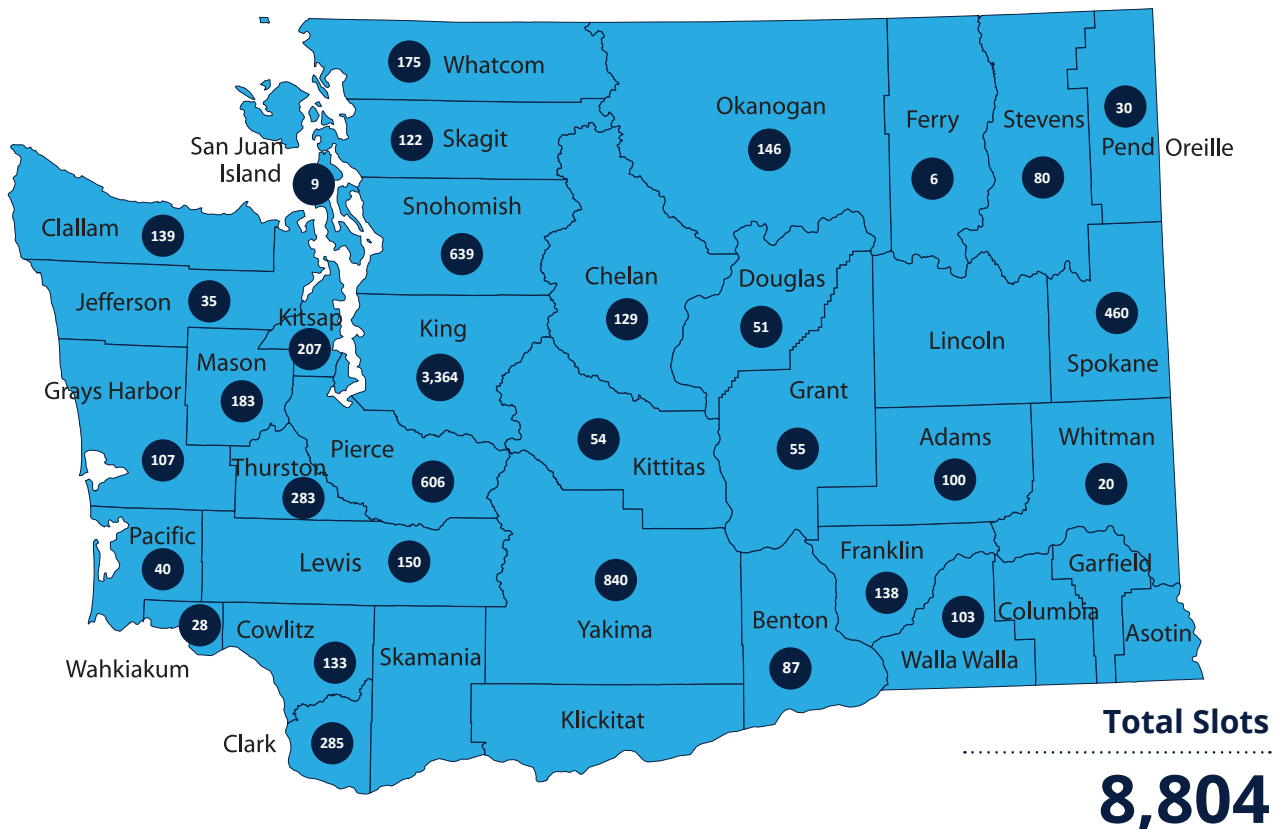 175
Whatcom
Okanogan
146
Ferry
6
Stevens
80
30
Pend Oreille
122
Skagit
San Juan
Island
9
Snohomish
639
Clallam
139
Chelan
129
Douglas
51
Jefferson
35
Kitsap
207
King
3,364
Lincoln
460
Spokane
Mason
183
Grays Harbor
107
Grant
55
54
Kittitas
Adams
100
Whitman
20
Thurston
283
Pierce
606
Pacific
40
Lewis
150
840
Yakima
Franklin
138
Garfield
28
Wahkiakum
Cowlitz
133
Skamania
Benton
87
103
Walla Walla
Columbia
Asotin
Clark
285
Klickitat
Total Slots
8,804